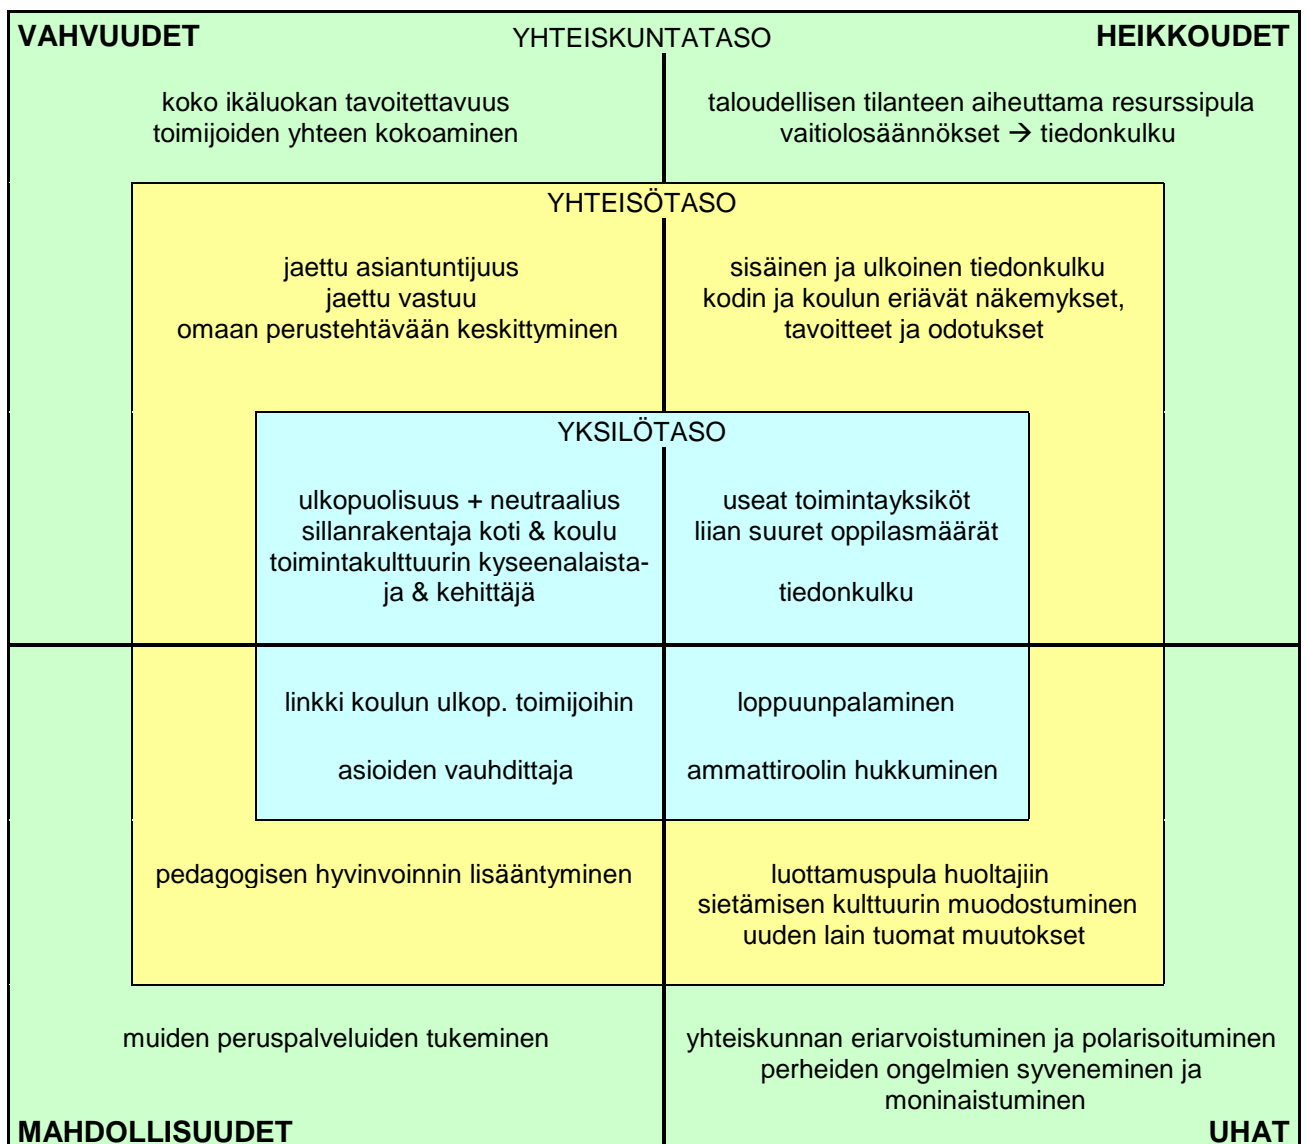 VAHVUUDET
YHTEISKUNTATASO
HEIKKOUDET
koko ikäluokan tavoitettavuus
toimijoiden yhteen kokoaminen
taloudellisen tilanteen aiheuttama resurssipula
vaitiolosäännökset → tiedonkulku
YHTEISÖTASO
jaettu asiantuntijuus
jaettu vastuu
omaan perustehtävään keskittyminen
sisäinen ja ulkoinen tiedonkulku
kodin ja koulun eriävät näkemykset,
tavoitteet ja odotukset
YKSILÖTASO
ulkopuolisuus + neutraalius
sillanrakentaja koti & koulu
toimintakulttuurin kyseenalaista-
ja & kehittäjä
useat toimintayksiköt
liian suuret oppilasmäärät
tiedonkulku
linkki koulun ulkop. toimijoihin
asioiden vauhdittaja
loppuunpalaminen
ammattiroolin hukkuminen
pedagogisen hyvinvoinnin lisääntyminen
luottamuspula huoltajiin
sietämisen kulttuurin muodostuminen
uuden lain tuomat muutokset
muiden peruspalveluiden tukeminen
yhteiskunnan eriarvoistuminen ja polarisoituminen
perheiden ongelmien syveneminen ja
moninaistuminen
MAHDOLLISUUDET
UHAT